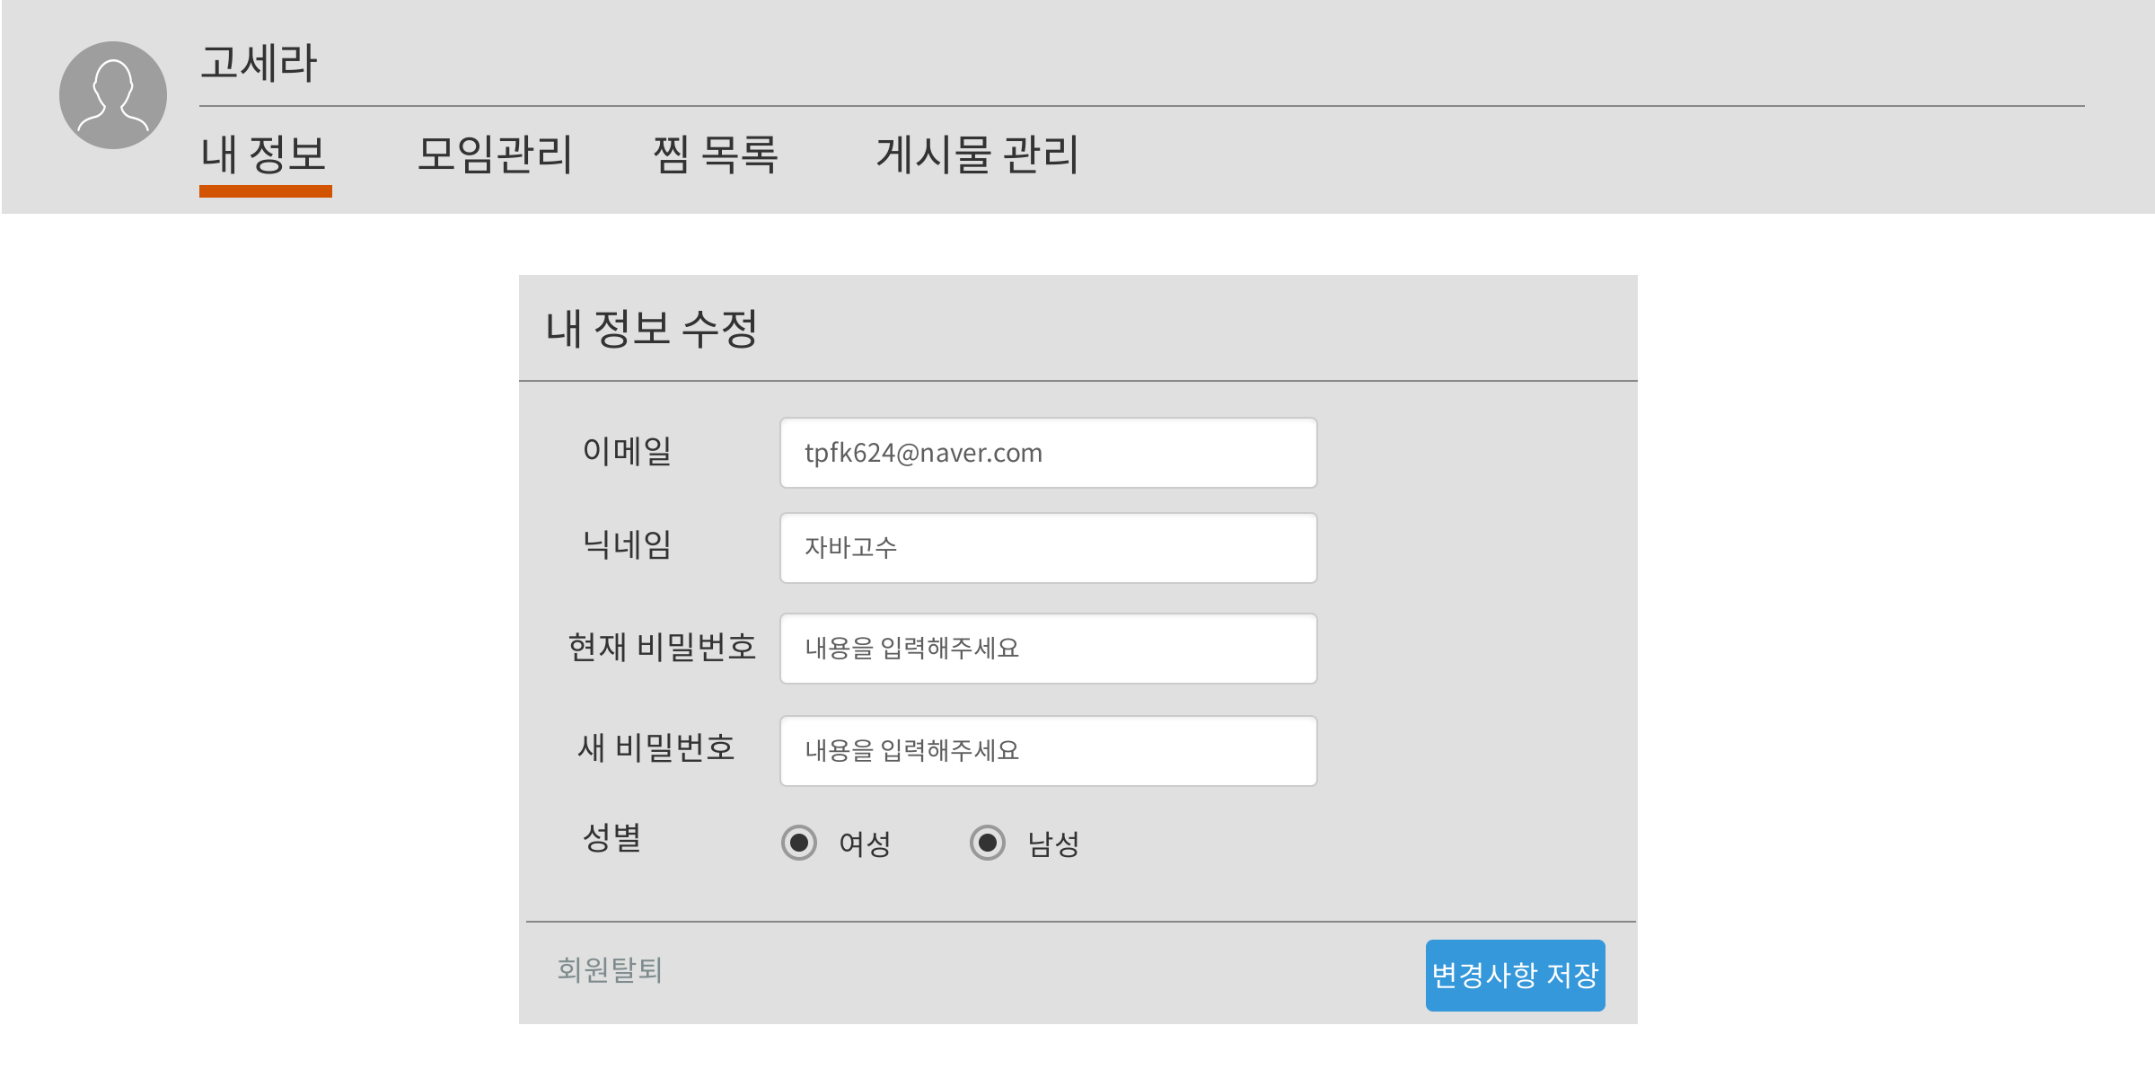 고세라
내 정보 모임관리 찜 목록 게시물 관리
내 정보 수정
이메일 tpfk624@naver.com
닉네임 자바고수
현재 비밀번호 내용을 입력해주세요
새 비밀번호 내용을 입력해주세요
성별 여성 남성
회원탈퇴 변경사항 저장